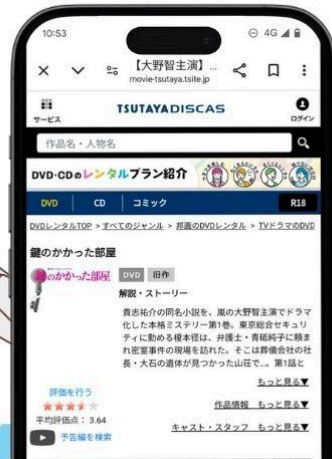 10:53
4G
【大野智主演】...
movie-tsutaya.tsite.jp
サービス
TSUTAYADISCAS
ログイン
作品名・人物名
DVD・CDのレンタルプラン紹介
DVD
CD
コミック
R18
DVDレンタルTOP > すべてのジャンル > 邦画のDVDレンタル > TVドラマのDVD
鍵のかかった部屋
鍵のかかった部屋
DVD
旧作
解説・ストーリー
貴志祐介の同名小説を、嵐の大野智主演でドラマ
化した本格ミステリー第1巻。東京総合セキュリ
ティに勤める榎本径は、弁護士・青砥純子に頼ま
れ密室事件の現場を訪れた。そこは葬儀会社の社
長・大石の遺体が見つかった山荘で…。第1話と
もっと見る▼
評価を行う
作品情報 もっと見る▼
平均評価点：3.64
キャスト・スタッフ もっと見る▼
予告編を検索